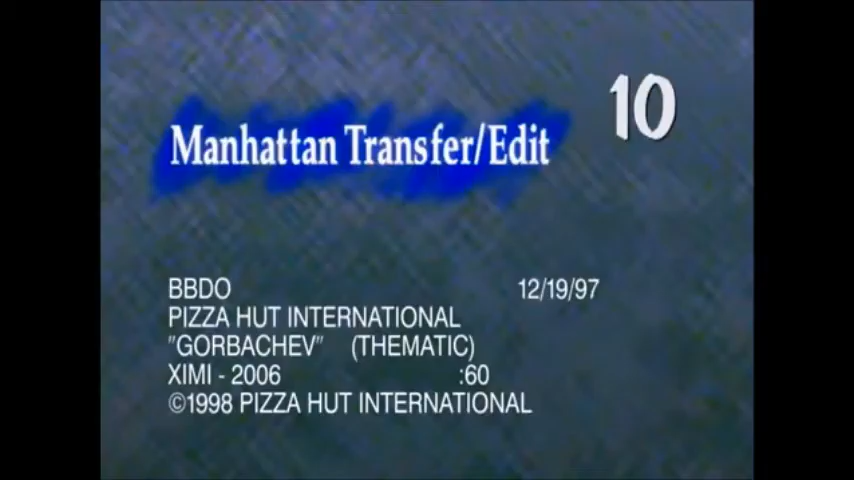 10
Manhattan Transfer/Edit
BBDO 12/19/97
PIZZA HUT INTERNATIONAL
"GORBACHEV" (THEMATIC)
XIMI - 2006 :60
©1998 PIZZA HUT INTERNATIONAL